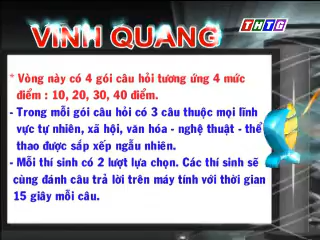 THTG
VINH QUANG
* Vòng này có 4 gói câu hỏi tương ứng 4 mức
điểm : 10, 20, 30, 40 điểm.
- Trong mỗi gói câu hỏi có 3 câu thuộc mọi lĩnh
vực tự nhiên, xã hội, văn hóa - nghệ thuật - thể
thao được sắp xếp ngẫu nhiên.
- Mỗi thí sinh có 2 lượt lựa chọn. Các thí sinh sẽ
cùng đánh câu trả lời trên máy tính với thời gian
15 giây mỗi câu.